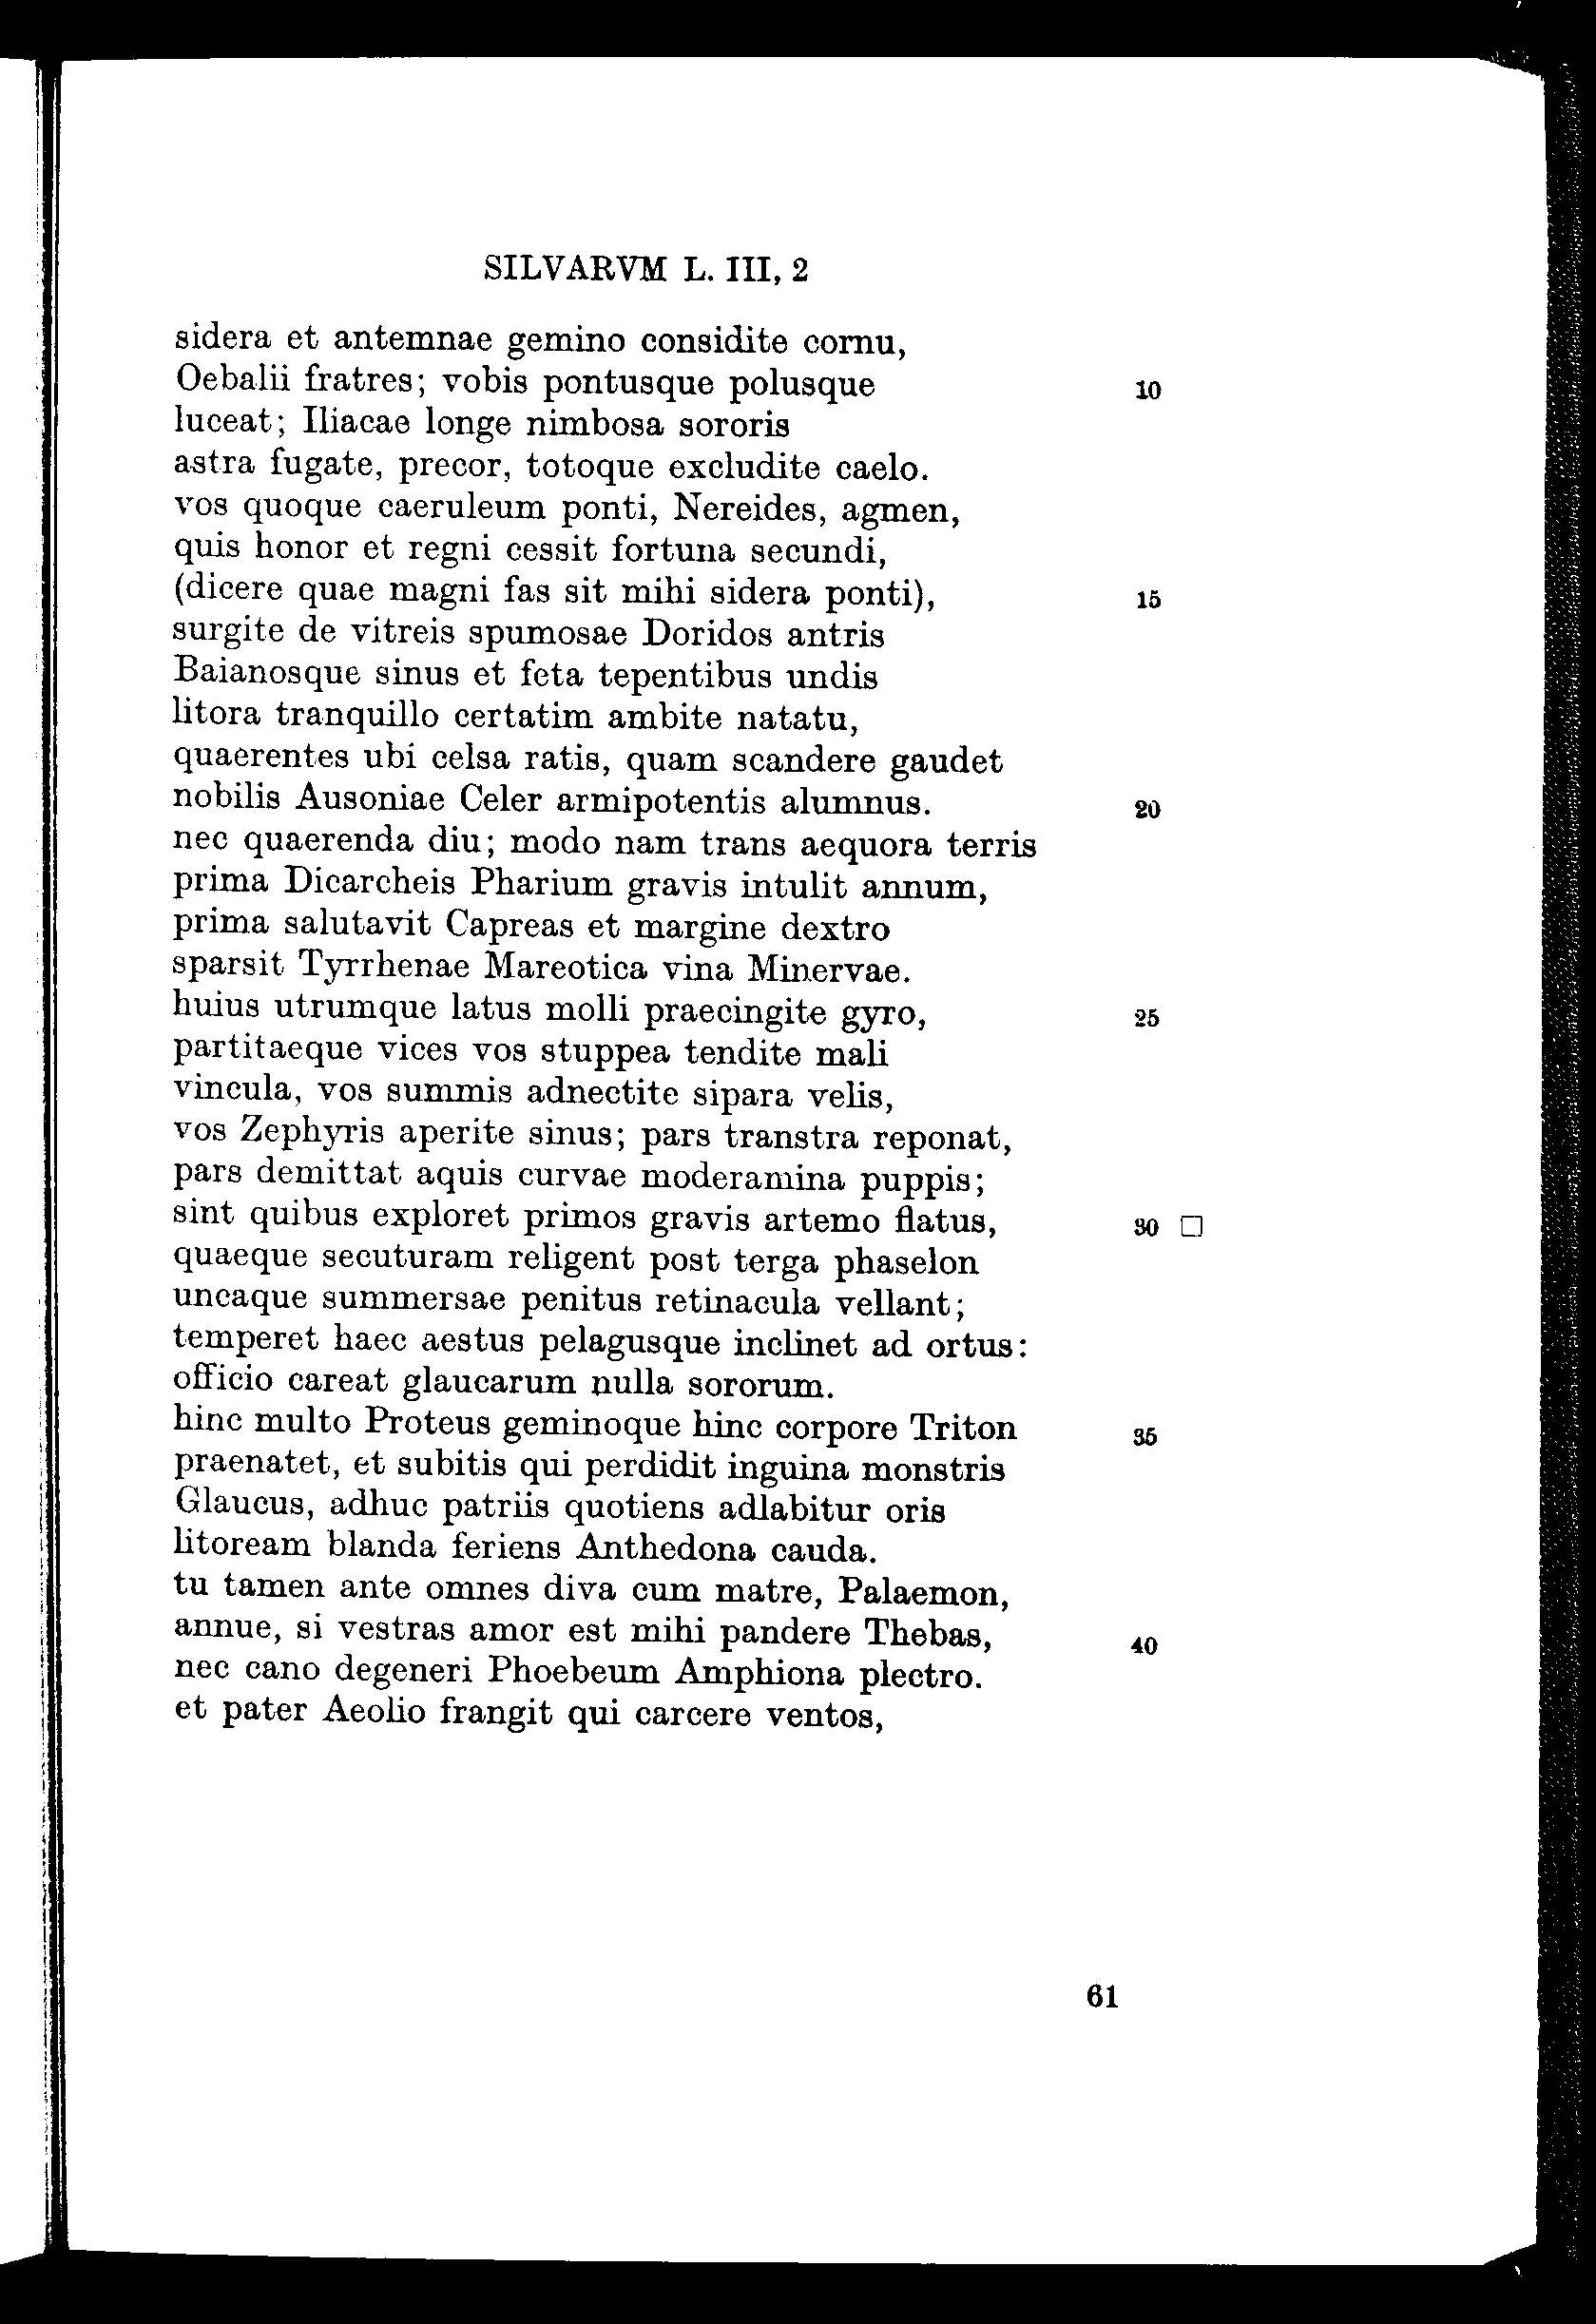 SILVARVM L. III, 2
sidera et antemnae gemino considite cornu,
Oebalii fratres; vobis pontusque polusque 10
luceat; Iliacae longe nimbosa sororis
astra fugate, precor, totoque excludite caelo.
vos quoque caeruleum ponti, Nereides, agmen,
quis honor et regni cessit fortuna secundi,
(dicere quae magni fas sit mihi sidera ponti), 15
surgite de vitreis spumosae Doridos antris
Baianosque sinus et feta tepentibus undis
litora tranquillo certatim ambite natatu,
quaerentes ubi celsa ratis, quam scandere gaudet
nobilis Ausoniae Celer armipotentis alumnus. 20
nec quaerenda diu; modo nam trans aequora terris
prima Dicarcheis Pharium gravis intulit annum,
prima salutavit Capreas et margine dextro
sparsit Tyrrhenae Mareotica vina Minervae.
huius utrumque latus molli praecingite gyro, 25
partitaeque vices vos stuppea tendite mali
vincula, vos summis adnectite sipara velis,
vos Zephyris aperite sinus; pars transtra reponat,
pars demittat aquis curvae moderamina puppis;
sint quibus exploret primos gravis artemo flatus, 30 □
quaeque secuturam religent post terga phaselon
uncaque summersae penitus retinacula vellant;
temperet haec aestus pelagusque inclinet ad ortus:
officio careat glaucarum nulla sororum.
hinc multo Proteus geminoque hinc corpore Triton 35
praenatet, et subitis qui perdidit inguina monstris
Glaucus, adhuc patriis quotiens adlabitur oris
litoream blanda feriens Anthedona cauda.
tu tamen ante omnes diva cum matre, Palaemon,
annue, si vestras amor est mihi pandere Thebas, 40
nec cano degeneri Phoebeum Amphiona plectro.
et pater Aeolio frangit qui carcere ventos,
61